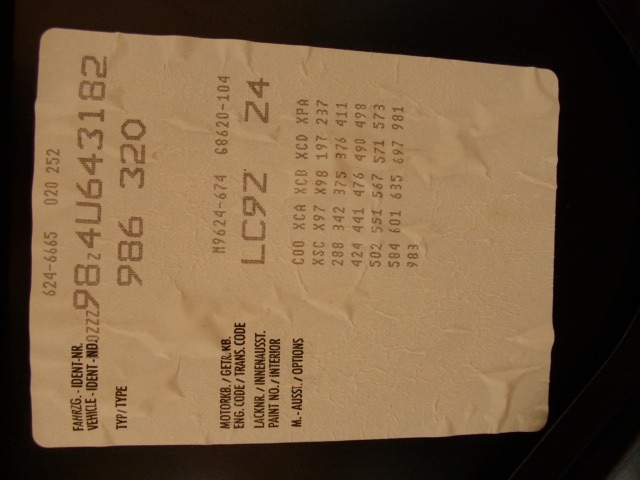 624-6665 020 252
FAHRZG.-IDENT-NR.
VEHICLE-IDENT-NO. 0ZZZ98Z4U643182
TYP/TYPE 986 320
MOTORKB./GETR.KB. M9624-674 G8620-104
ENG.CODE/TRANS.CODE
LACKNR./INNENAUSST. LC9Z Z4
PAINT NO./INTERIOR
M.-AUSST./OPTIONS C00 XCA XCB XCD XPA
XSC X97 X98 197 237
288 342 375 376 411
424 441 476 490 498
502 551 567 571 573
584 601 635 697 981
983